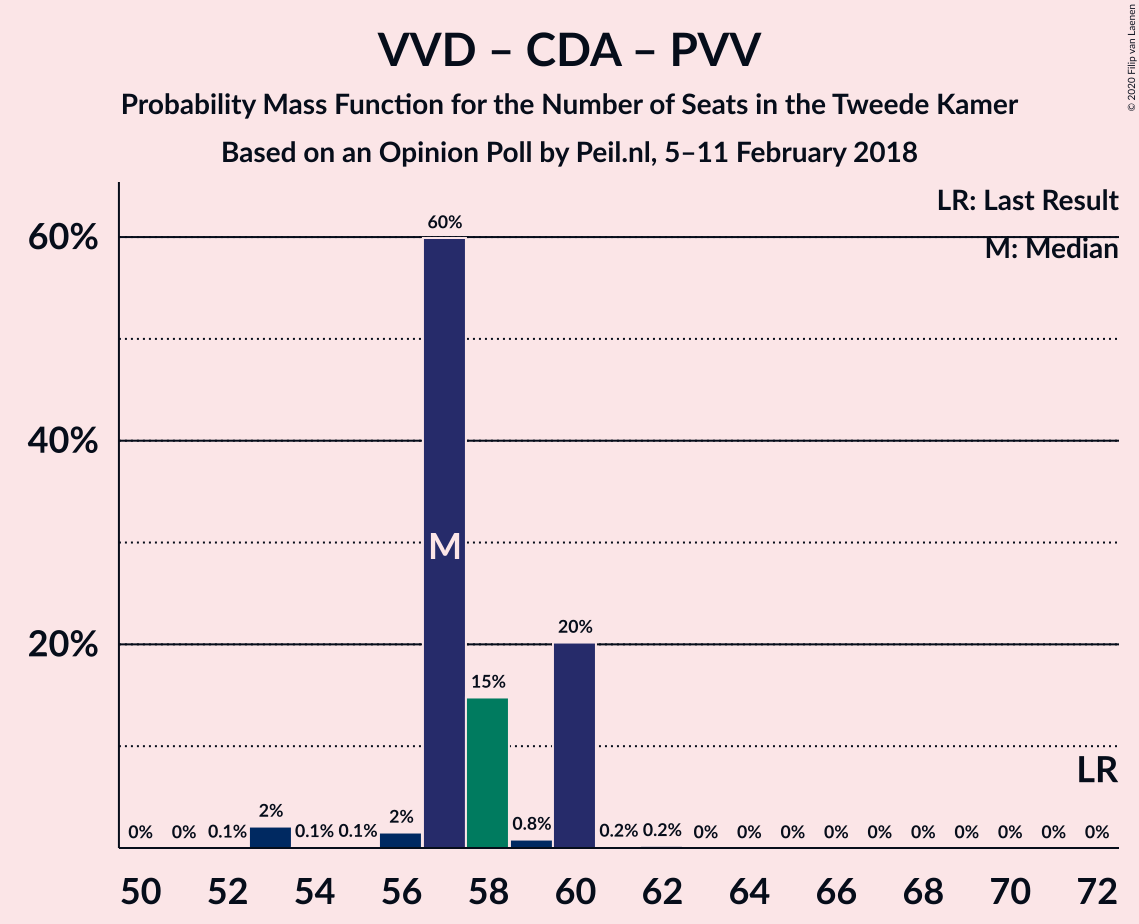 VVD – CDA – PVV
Probability Mass Function for the Number of Seats in the Tweede Kamer
Based on an Opinion Poll by Peil.nl, 5–11 February 2018
© 2020 Filip van Laenen
LR: Last Result
M: Median
60%
40%
20%
0% 0% 0.1% 2% 0.1% 0.1% 2% 60% 15% 0.8% 20% 0.2% 0.2% 0% 0% 0% 0% 0% 0% 0% 0% 0% 0%
M
LR
50 52 54 56 58 60 62 64 66 68 70 72